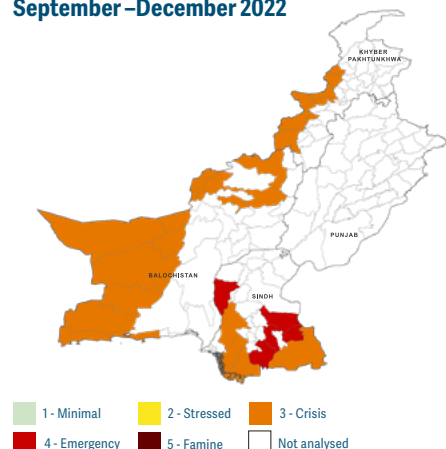 September –December 2022
KHYBER
PAKHTUNKHWA
PUNJAB
BALOCHISTAN
SINDH
1 - Minimal
2 - Stressed
3 - Crisis
4 - Emergency
5 - Famine
Not analysed